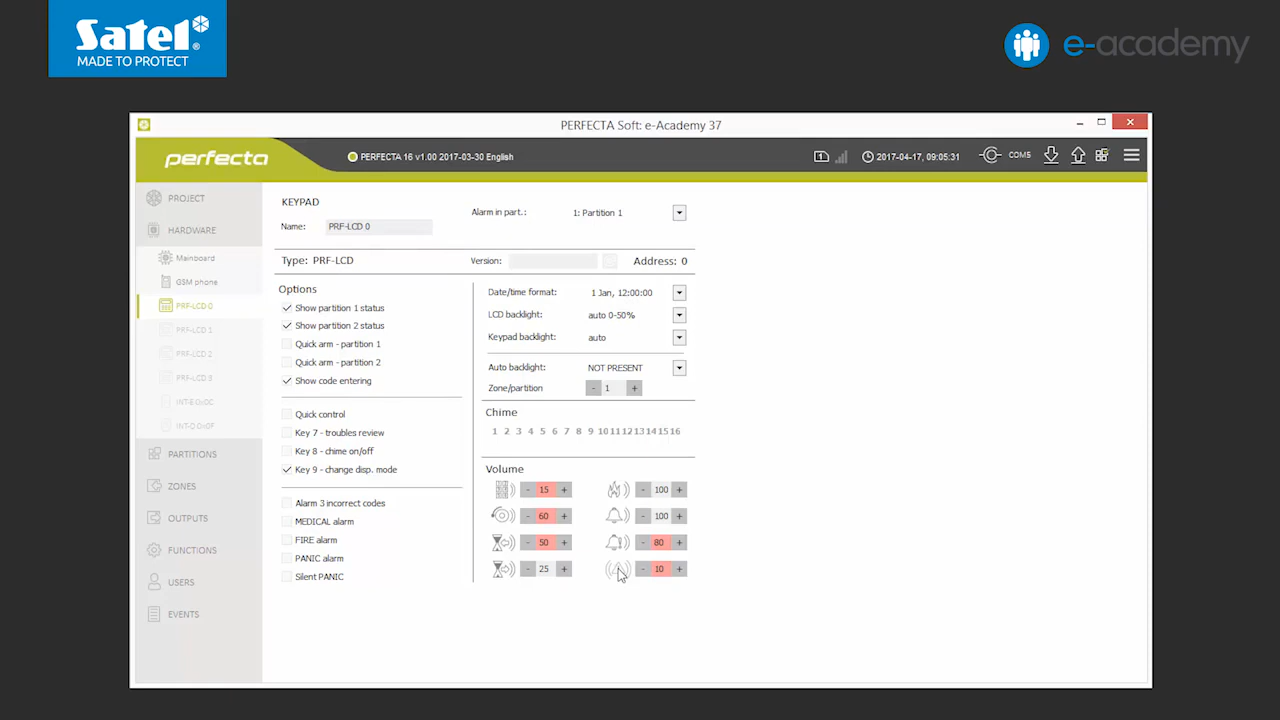 Satel®
MADE TO PROTECT
e-academy
PERFECTA Soft: e-Academy 37
perfecta
PERFECTA 16 v1.00 2017-03-30 English
1
2017-04-17, 09:05:31
COM5
PROJECT
HARDWARE
Mainboard
GSM phone
PRF-LCD 0
PRF-LCD 1
PRF-LCD 2
PRF-LCD 3
INT-E 0x0C
INT-O 0x0F
PARTITIONS
ZONES
OUTPUTS
FUNCTIONS
USERS
EVENTS
KEYPAD
Name: PRF-LCD 0
Alarm in part.: 1: Partition 1
Type: PRF-LCD Version: Address: 0
Options
Show partition 1 status
Show partition 2 status
Quick arm - partition 1
Quick arm - partition 2
Show code entering
Quick control
Key 7 - troubles review
Key 8 - chime on/off
Key 9 - change disp. mode
Alarm 3 incorrect codes
MEDICAL alarm
FIRE alarm
PANIC alarm
Silent PANIC
Date/time format: 1 Jan, 12:00:00
LCD backlight: auto 0-50%
Keypad backlight: auto
Auto backlight: NOT PRESENT
Zone/partition - 1 +
Chime
1 2 3 4 5 6 7 8 9 10 11 12 13 14 15 16
Volume
- 15 + - 100 +
- 60 + - 100 +
- 50 + - 80 +
- 25 + - 10 +